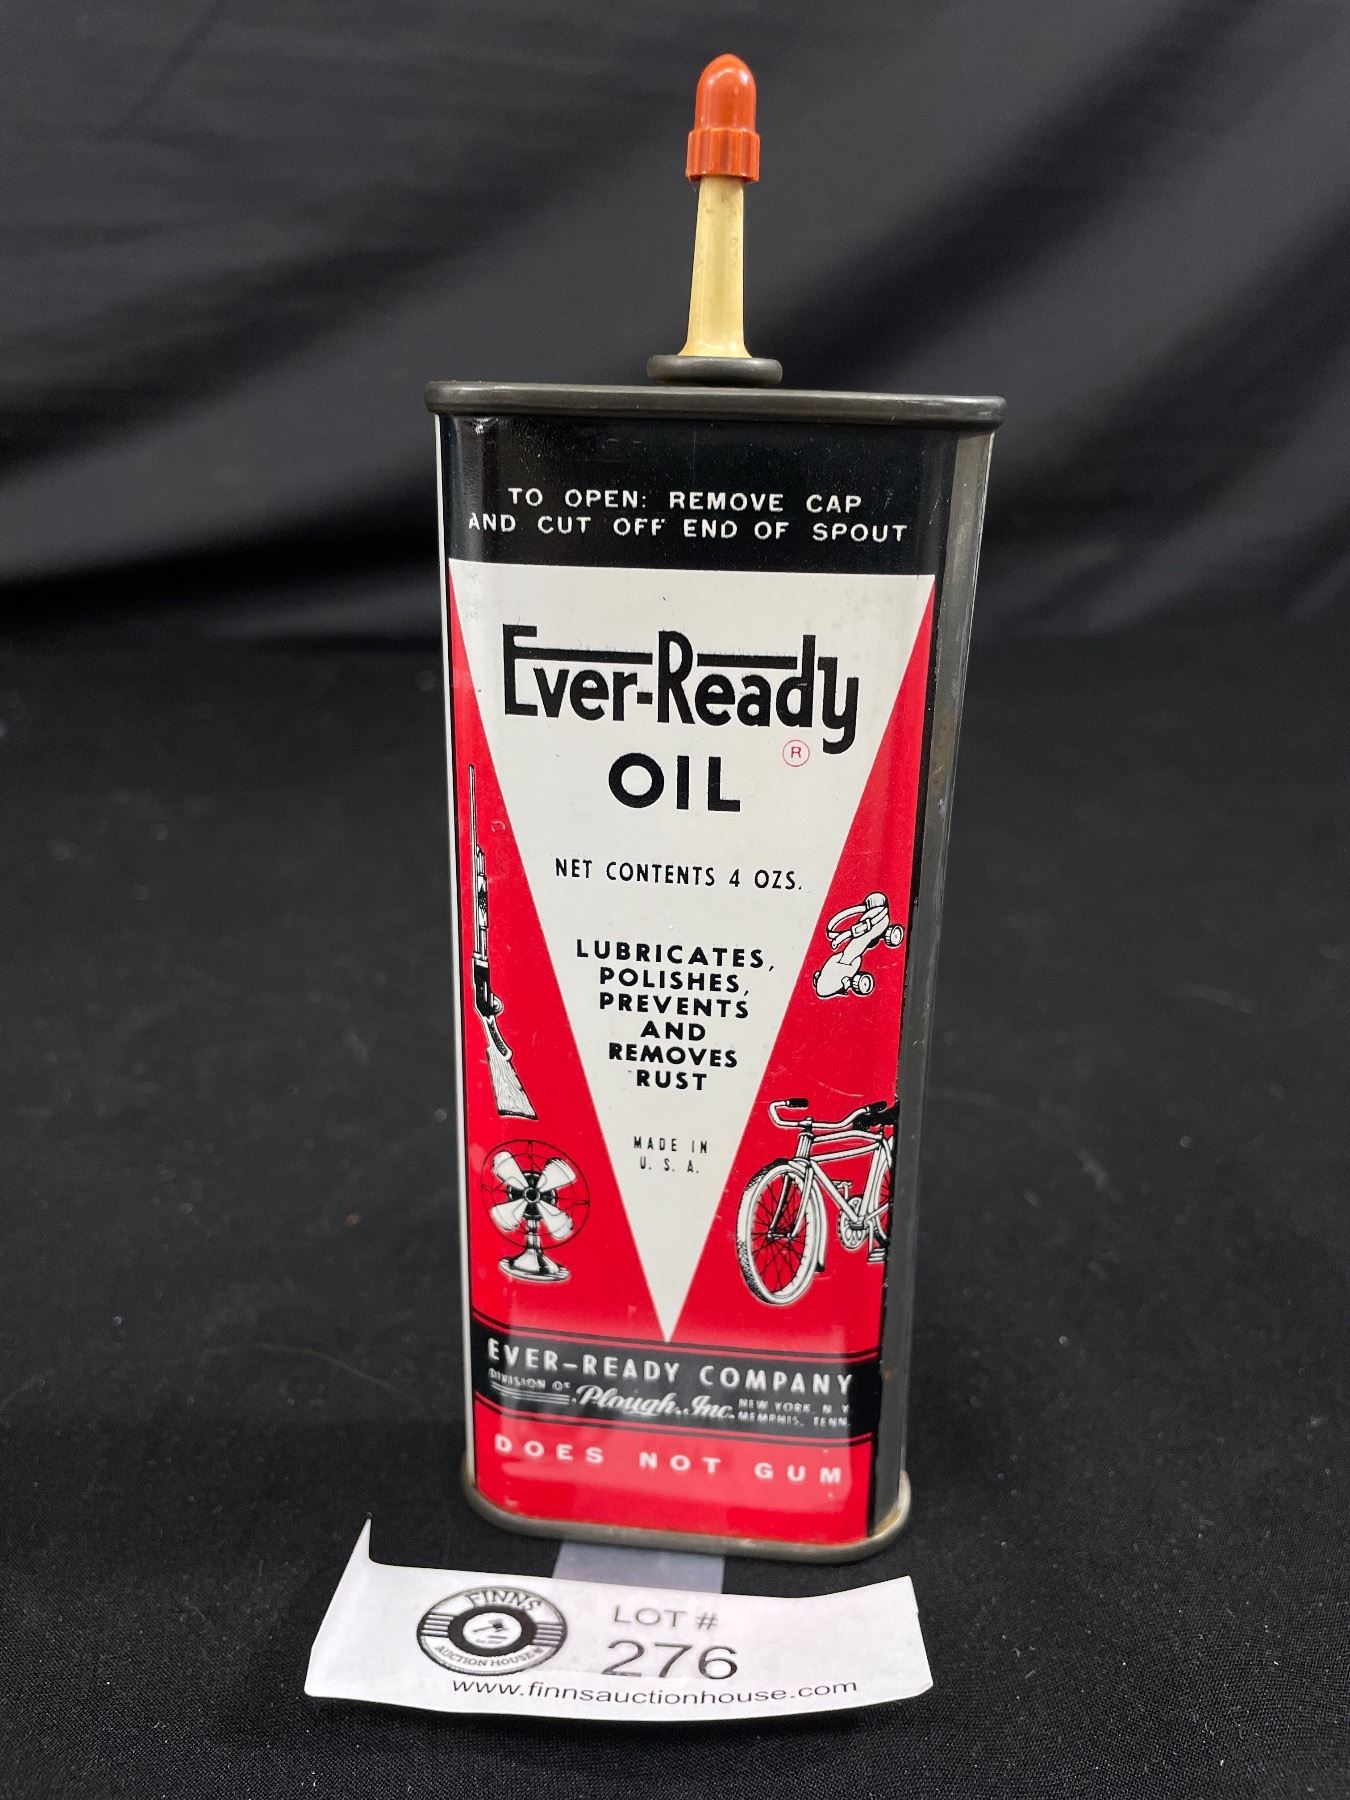 TO OPEN: REMOVE CAP
AND CUT OFF END OF SPOUT
Ever-Ready
®
OIL
NET CONTENTS 4 OZS.
LUBRICATES,
POLISHES,
PREVENTS
AND
REMOVES
RUST
MADE IN
U. S. A.
EVER-READY COMPANY
DIVISION OF Plough, Inc. NEW YORK, N. Y.
MEMPHIS, TENN.
DOES NOT GUM
FINNS
AUCTION HOUSE
LOT #
276
www.finnsauctionhouse.com